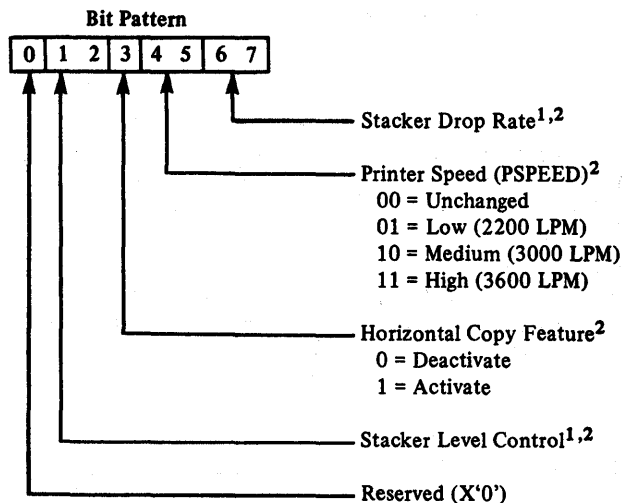 Bit Pattern
0 1 2 3 4 5 6 7
Stacker Drop Rate1,2
Printer Speed (PSPEED)2
00 = Unchanged
01 = Low (2200 LPM)
10 = Medium (3000 LPM)
11 = High (3600 LPM)
Horizontal Copy Feature2
0 = Deactivate
1 = Activate
Stacker Level Control1,2
Reserved (X‘0’)